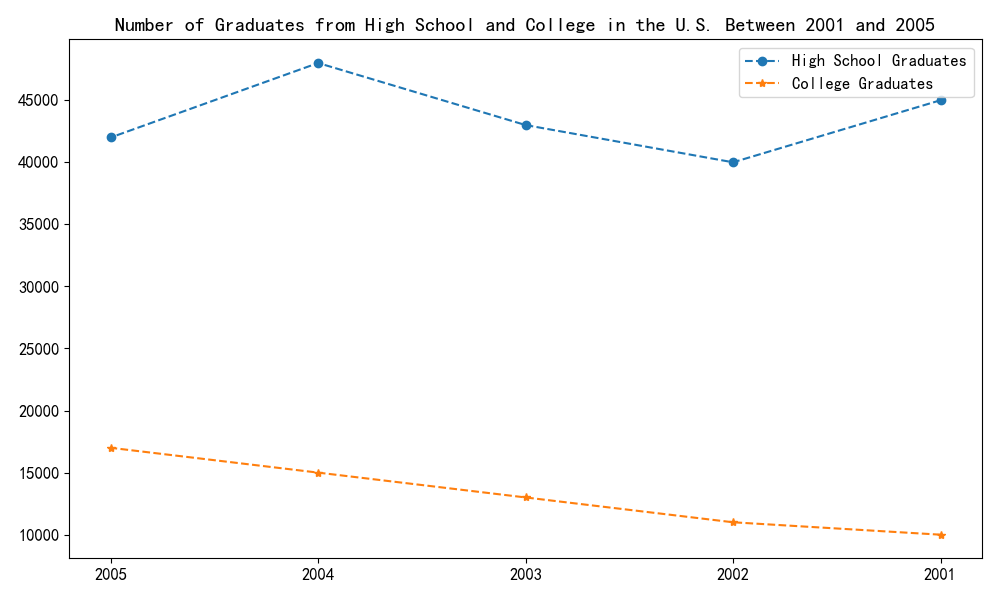 Number of Graduates from High School and College in the U.S. Between 2001 and 2005
High School Graduates
College Graduates
45000
40000
35000
30000
25000
20000
15000
10000
2005 2004 2003 2002 2001